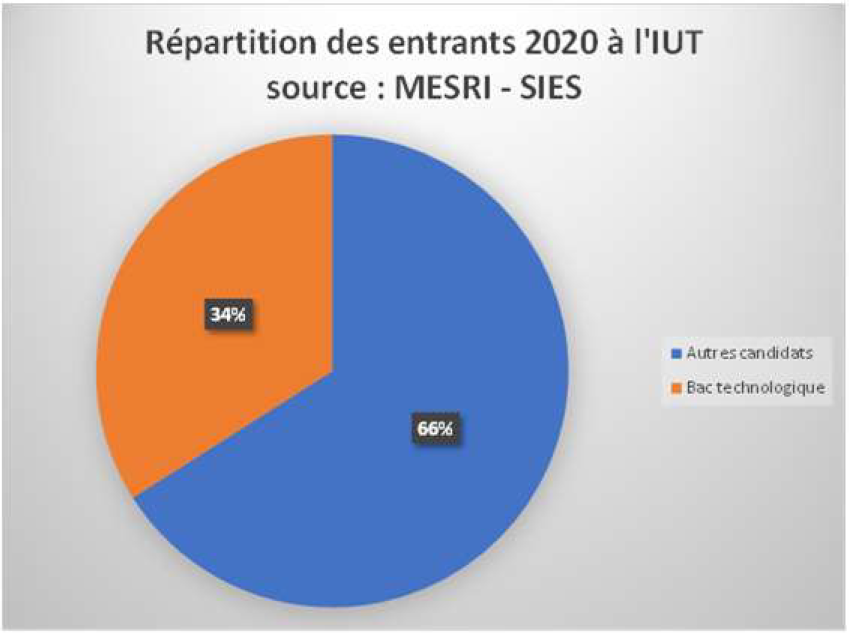 Répartition des entrants 2020 à l'IUT
source : MESRI - SIES
34%
66%
Autres candidats
Bac technologique